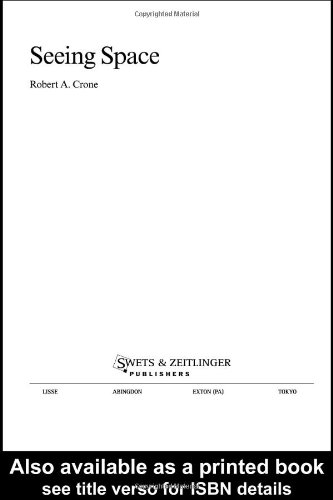 Copyrighted Material
Seeing Space
Robert A. Crone
SWETS & ZEITLINGER
PUBLISHERS
LISSE ABINGDON EXTON (PA) TOKYO
Also available as a printed book
see title verso for ISBN details